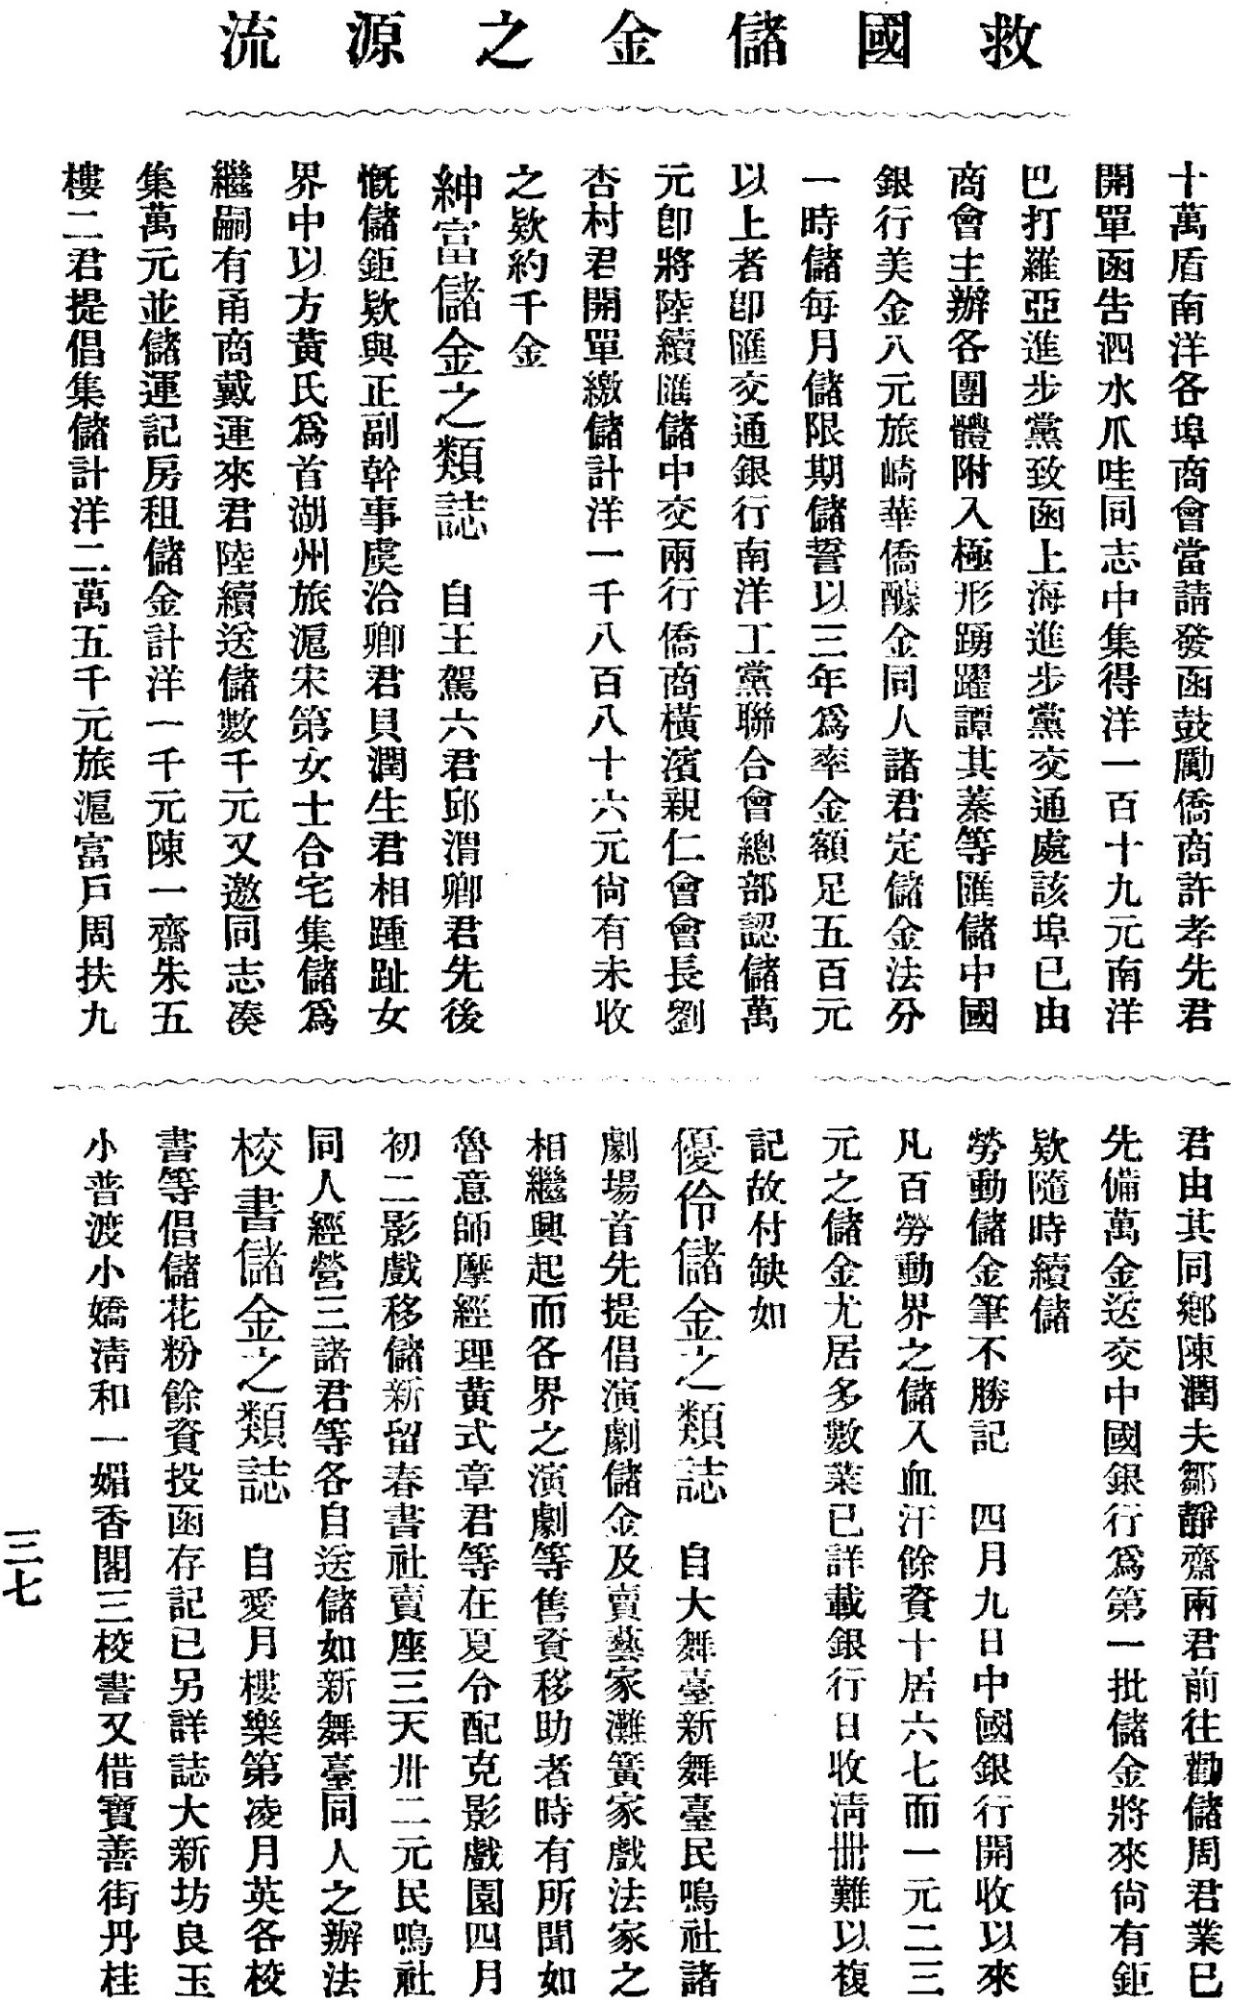 救國儲金之源流
十萬盾南洋各埠商會當請發函鼓勵僑商許孝先君
開單函告泗水爪哇同志中集得洋一百十九元南洋
巴打羅亞進步黨致函上海進步黨交通處該埠已由
商會主辦各團體附入極形踴躍譚其蓁等匯儲中國
銀行美金八元旅崎華僑醵金同人諸君定儲金法分
一時儲每月儲限期儲誓以三年爲率金額足五百元
以上者卽匯交通銀行南洋工黨聯合會總部認儲萬
元卽將陸續匯儲中交兩行僑商橫濱親仁會會長劉
杏村君開單繳儲計洋一千八百八十六元尙有未收
之欵約千金
紳富儲金之類誌　自王駕六君邱渭卿君先後
慨儲鉅欵與正副幹事虞洽卿君貝潤生君相踵趾女
界中以方黃氏爲首湖州旅滬宋第女士合宅集儲爲
繼嗣有甬商戴運來君陸續送儲數千元又邀同志湊
集萬元並儲運記房租儲金計洋一千元陳一齋朱五
樓二君提倡集儲計洋二萬五千元旅滬富戶周扶九
君由其同鄉陳潤夫鄒靜齋兩君前往勸儲周君業已
先備萬金送交中國銀行爲第一批儲金將來尙有鉅
欵隨時續儲
勞動儲金筆不勝記　四月九日中國銀行開收以來
凡百勞動界之儲入血汗餘資十居六七而一元二三
元之儲金尤居多數業已詳載銀行日收淸冊難以複
記故付缺如
優伶儲金之類誌　自大舞臺新舞臺民鳴社諸
劇場首先提倡演劇儲金及賣藝家灘簧家戲法家之
相繼興起而各界之演劇等售資移助者時有所聞如
魯意師摩經理黃式章君等在夏令配克影戲園四月
初二影戲移儲新留春書社賣座三天卅二元民鳴社
同人經營三諸君等各自送儲如新舞臺同人之辦法
校書儲金之類誌　自愛月樓樂第凌月英各校
書等倡儲花粉餘資投函存記已另詳誌大新坊良玉
小普渡小嬌淸和一媚香閣三校書又借寶善街丹桂
三七